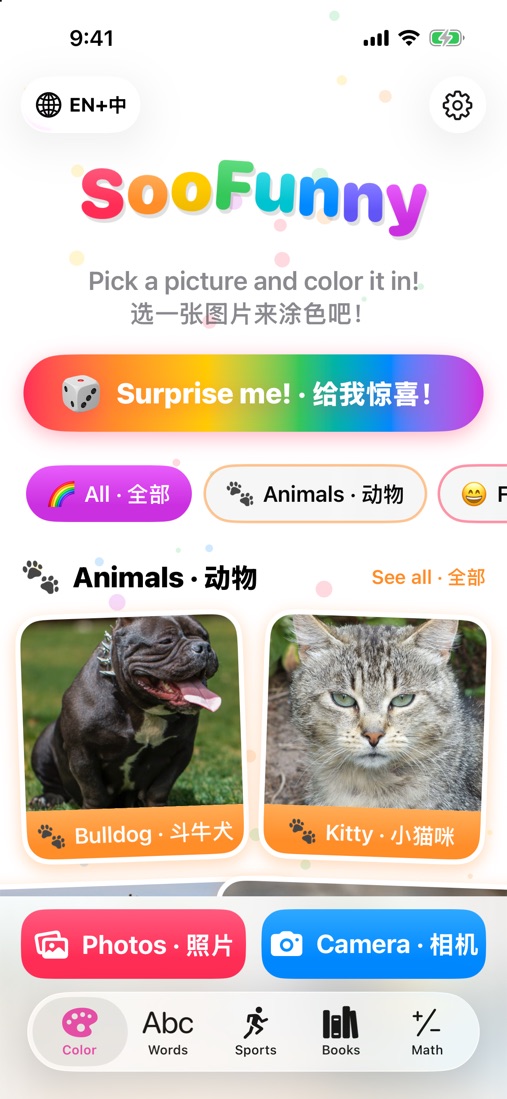 9:41
EN+中
SooFunny
Pick a picture and color it in!
选一张图片来涂色吧！
Surprise me! · 给我惊喜！
All · 全部
Animals · 动物
F
Animals · 动物
See all · 全部
Bulldog · 斗牛犬
Kitty · 小猫咪
Photos · 照片
Camera · 相机
Abc
Color
Words
Sports
Books
Math